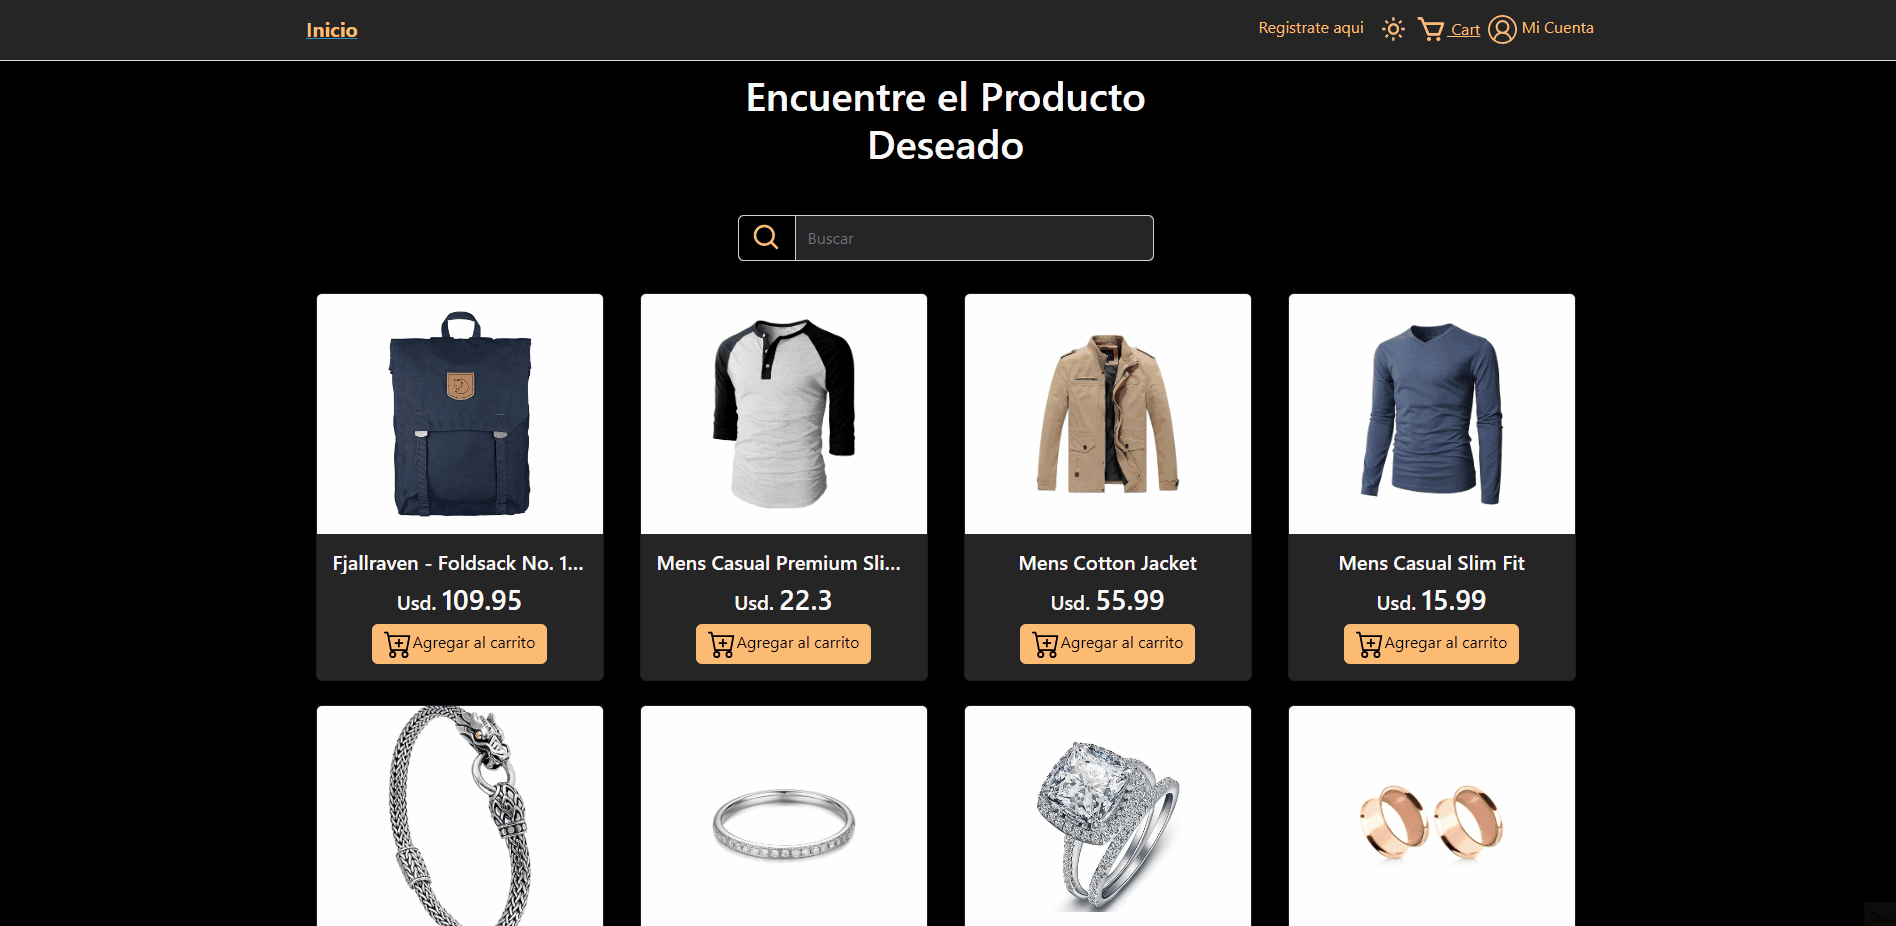 Inicio
Registrate aqui
Cart
Mi Cuenta
Encuentre el Producto
Deseado
Buscar
Fjallraven - Foldsack No. 1...
Mens Casual Premium Sli...
Mens Cotton Jacket
Mens Casual Slim Fit
Usd. 109.95
Usd. 22.3
Usd. 55.99
Usd. 15.99
Agregar al carrito
Agregar al carrito
Agregar al carrito
Agregar al carrito